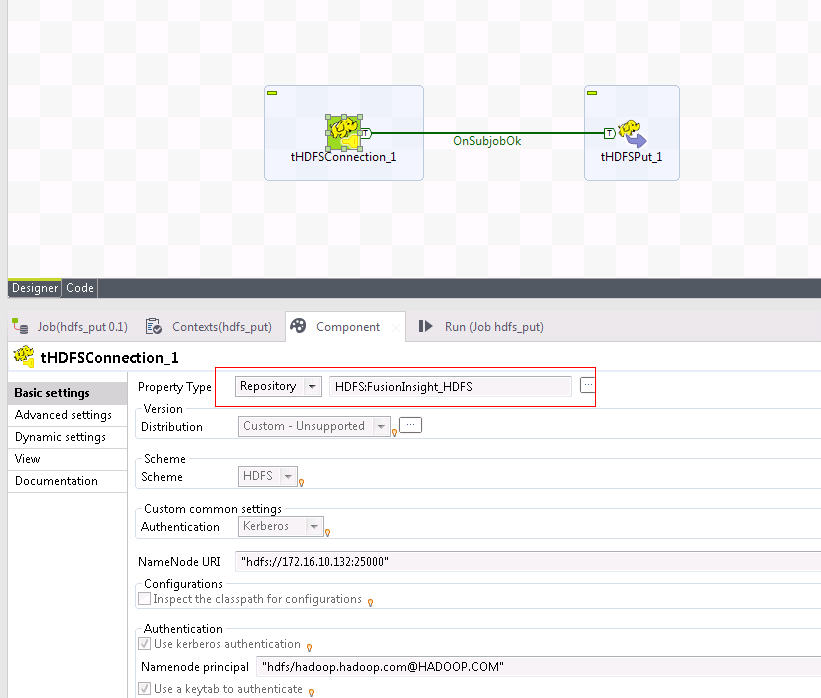 OnSubjobOk
tHDFSConnection_1
tHDFSPut_1
Designer
Code
Job(hdfs_put 0.1)
Contexts(hdfs_put)
Component
Run (Job hdfs_put)
tHDFSConnection_1
Basic settings
Advanced settings
Dynamic settings
View
Documentation
Property Type
Repository
HDFS:FusionInsight_HDFS
...
Version
Distribution
Custom - Unsupported
...
Scheme
Scheme
HDFS
Custom common settings
Authentication
Kerberos
NameNode URI
"hdfs://172.16.10.132:25000"
Configurations
Inspect the classpath for configurations
Authentication
Use kerberos authentication
Namenode principal
"hdfs/hadoop.hadoop.com@HADOOP.COM"
Use a keytab to authenticate